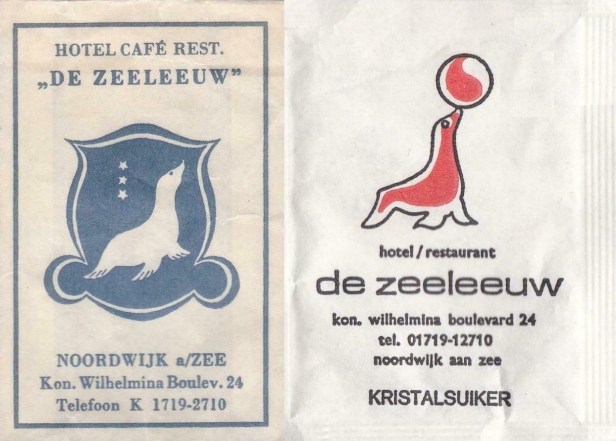 HOTEL CAFÉ REST.
„DE ZEELEEUW”
NOORDWIJK a/ZEE
Kon. Wilhelmina Boulev. 24
Telefoon K 1719-2710
hotel/restaurant
de zeeleeuw
kon. wilhelmina boulevard 24
tel. 01719-12710
noordwijk aan zee
KRISTALSUIKER